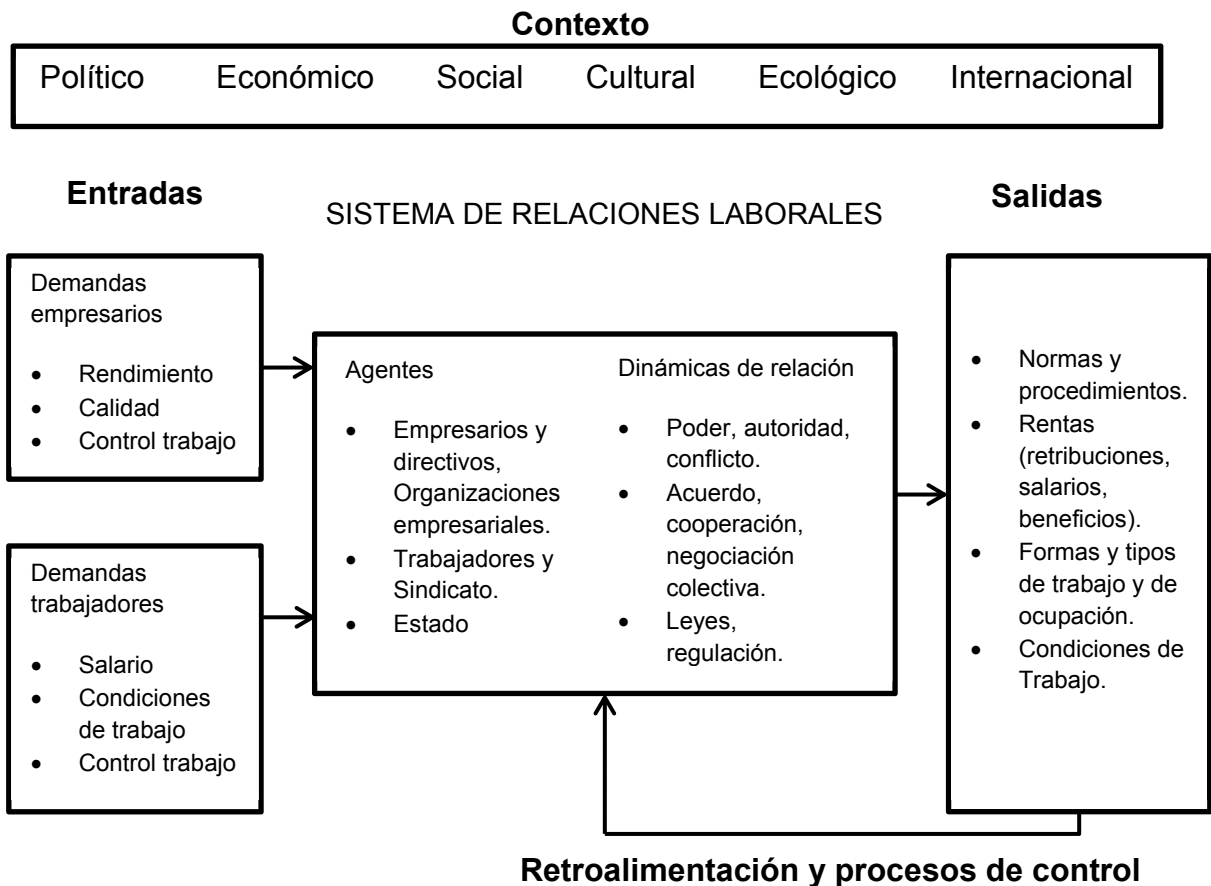 Contexto
Político Económico Social Cultural Ecológico Internacional
Entradas
SISTEMA DE RELACIONES LABORALES
Salidas
Demandas
empresarios
• Rendimiento
• Calidad
• Control trabajo
Demandas
trabajadores
• Salario
• Condiciones
de trabajo
• Control trabajo
Agentes
• Empresarios y
directivos,
Organizaciones
empresariales.
• Trabajadores y
Sindicato.
• Estado
Dinámicas de relación
• Poder, autoridad,
conflicto.
• Acuerdo,
cooperación,
negociación
colectiva.
• Leyes,
regulación.
• Normas y
procedimientos.
• Rentas
(retribuciones,
salarios,
beneficios).
• Formas y tipos
de trabajo y de
ocupación.
• Condiciones de
Trabajo.
Retroalimentación y procesos de control